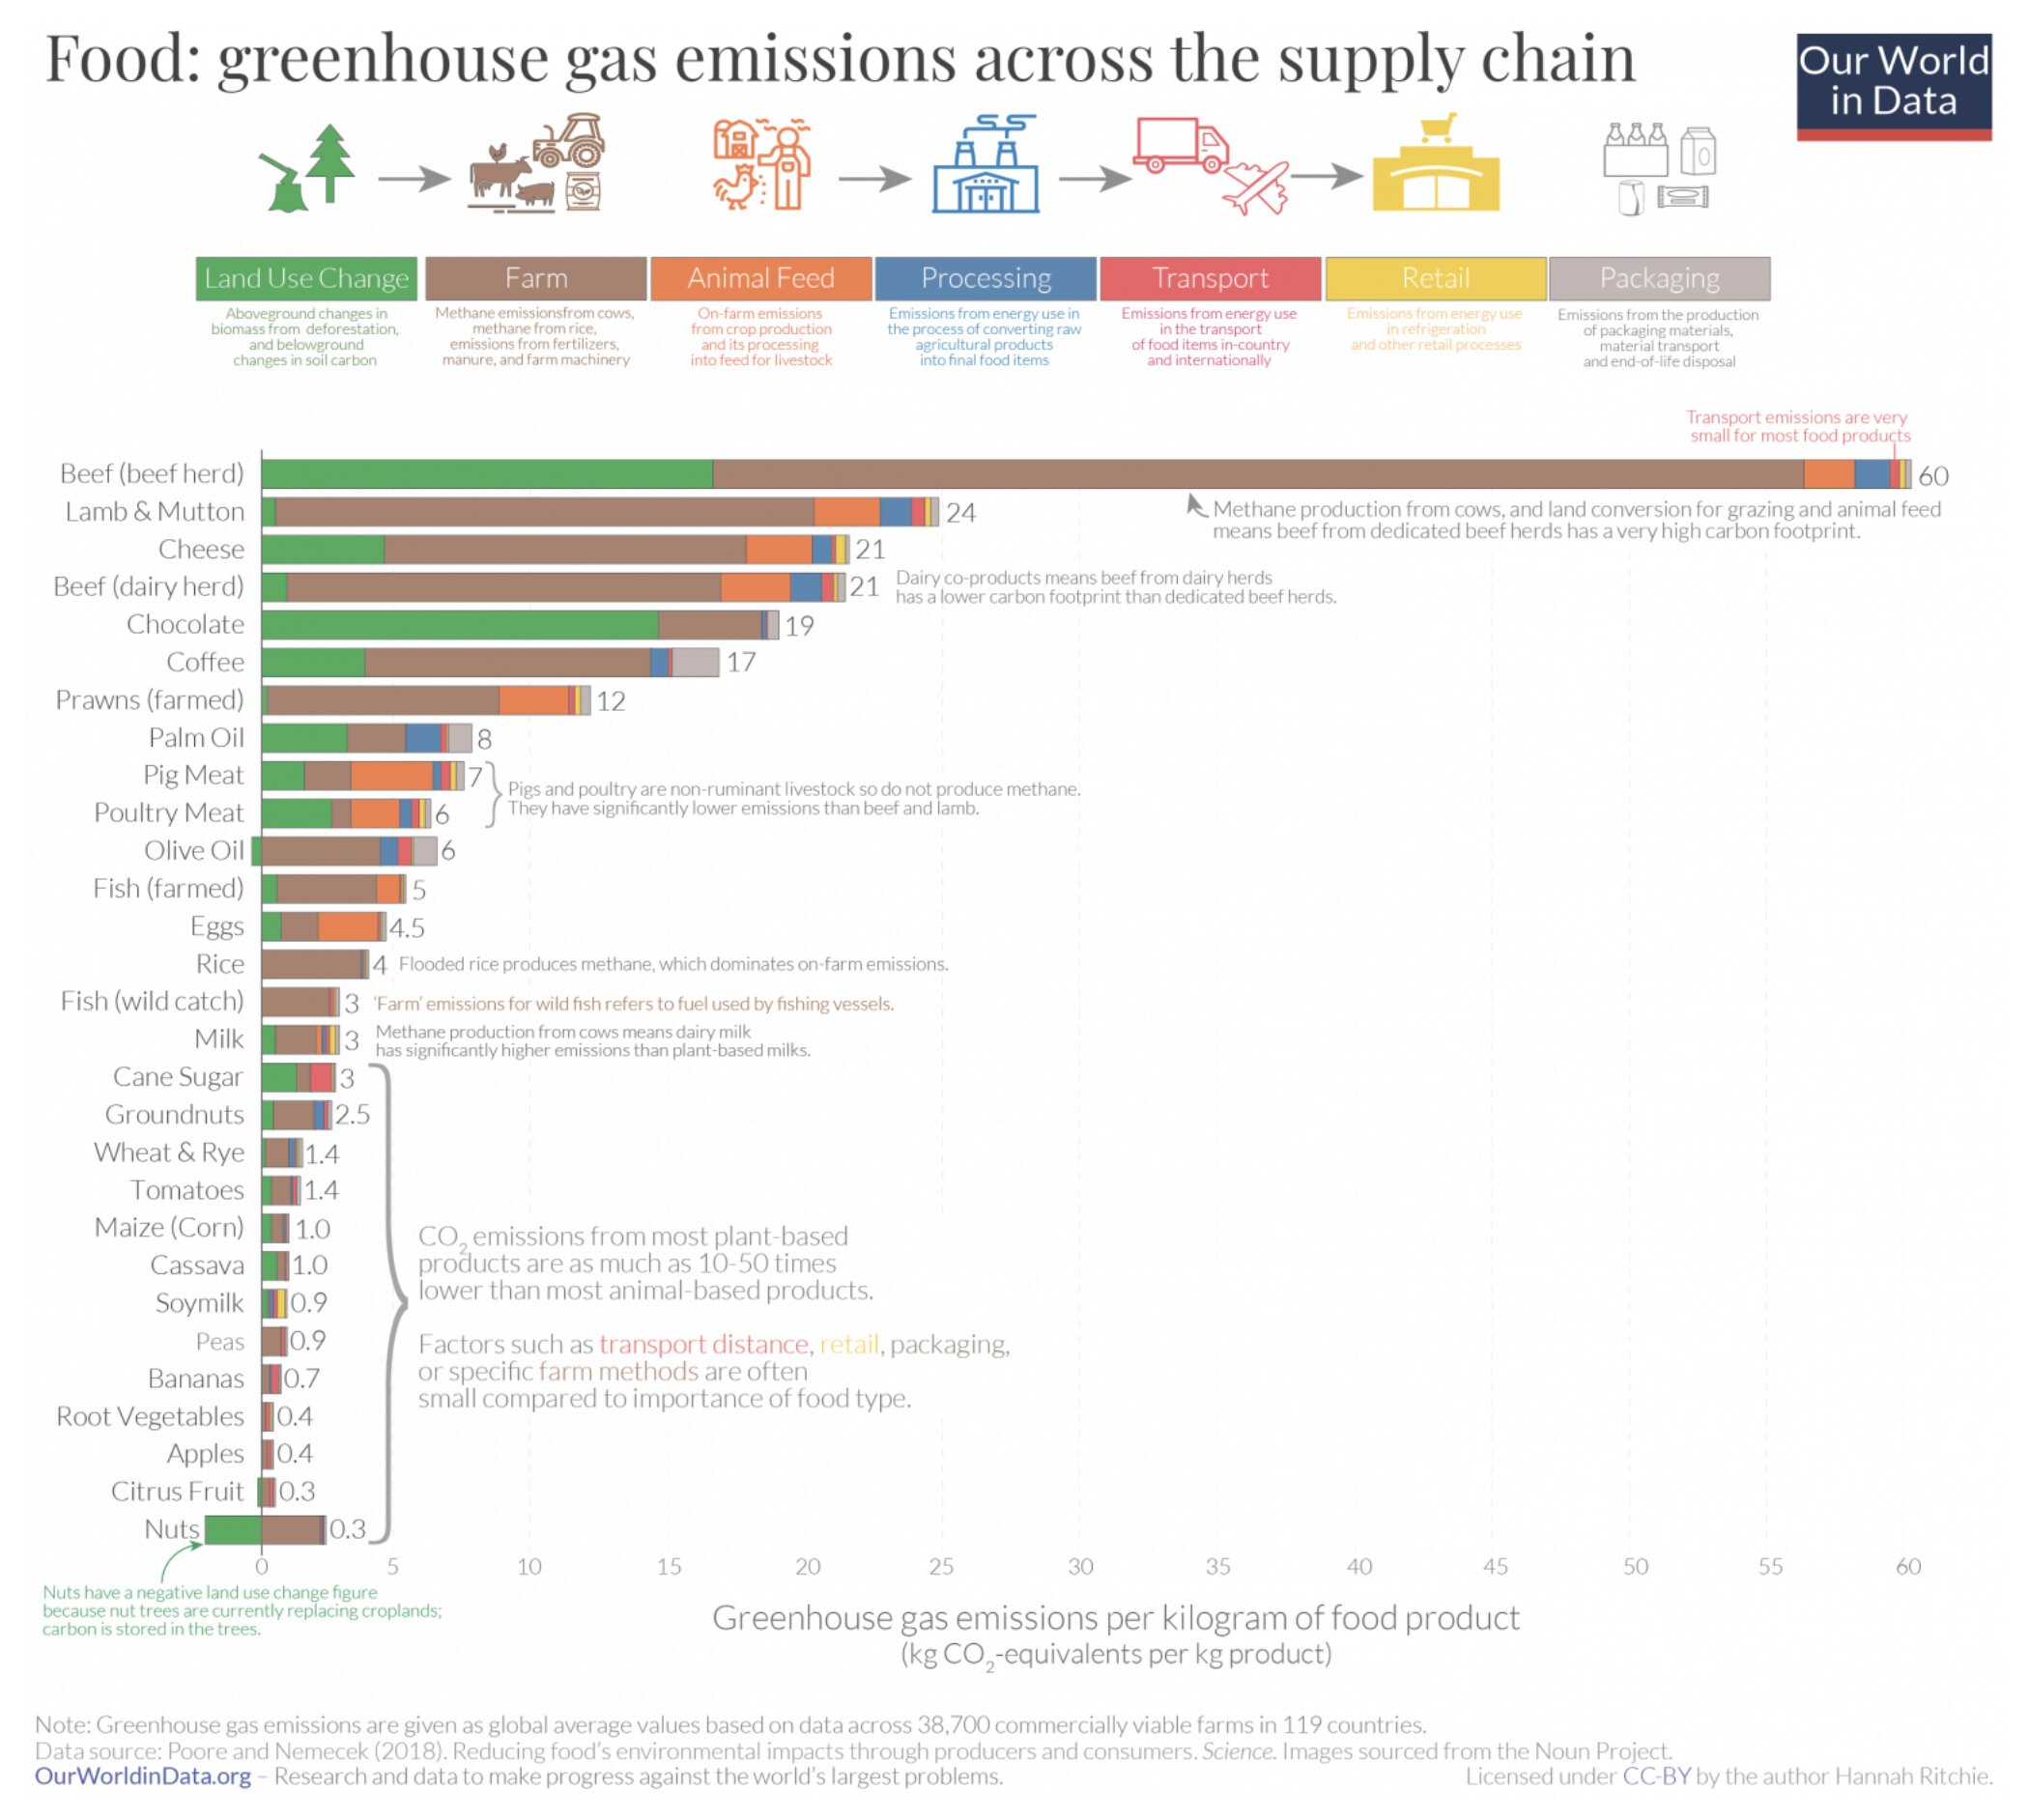 Food: greenhouse gas emissions across the supply chain
Our World
in Data
Land Use Change
Farm
Animal Feed
Processing
Transport
Retail
Packaging
Aboveground changes in
biomass from deforestation,
and belowground
changes in soil carbon
Methane emissionsfrom cows,
methane from rice,
emissions from fertilizers,
manure, and farm machinery
On-farm emissions
from crop production
and its processing
into feed for livestock
Emissions from energy use in
the process of converting raw
agricultural products
into final food items
Emissions from energy use
in the transport
of food items in-country
and internationally
Emissions from energy use
in refrigeration
and other retail processes
Emissions from the production
of packaging materials,
material transport
and end-of-life disposal
Transport emissions are very
small for most food products
Beef (beef herd) 60
Methane production from cows, and land conversion for grazing and animal feed
means beef from dedicated beef herds has a very high carbon footprint.
Lamb & Mutton 24
Cheese 21
Beef (dairy herd) 21
Dairy co-products means beef from dairy herds
has a lower carbon footprint than dedicated beef herds.
Chocolate 19
Coffee 17
Prawns (farmed) 12
Palm Oil 8
Pig Meat 7
Pigs and poultry are non-ruminant livestock so do not produce methane.
They have significantly lower emissions than beef and lamb.
Poultry Meat 6
Olive Oil 6
Fish (farmed) 5
Eggs 4.5
Rice 4 Flooded rice produces methane, which dominates on-farm emissions.
Fish (wild catch) 3 'Farm' emissions for wild fish refers to fuel used by fishing vessels.
Milk 3
Methane production from cows means dairy milk
has significantly higher emissions than plant-based milks.
Cane Sugar 3
Groundnuts 2.5
Wheat & Rye 1.4
Tomatoes 1.4
Maize (Corn) 1.0
Cassava 1.0
Soymilk 0.9
Peas 0.9
Bananas 0.7
Root Vegetables 0.4
Apples 0.4
Citrus Fruit 0.3
Nuts 0.3
CO2 emissions from most plant-based
products are as much as 10-50 times
lower than most animal-based products.
Factors such as transport distance, retail, packaging,
or specific farm methods are often
small compared to importance of food type.
0 5 10 15 20 25 30 35 40 45 50 55 60
Nuts have a negative land use change figure
because nut trees are currently replacing croplands;
carbon is stored in the trees.
Greenhouse gas emissions per kilogram of food product
(kg CO2-equivalents per kg product)
Note: Greenhouse gas emissions are given as global average values based on data across 38,700 commercially viable farms in 119 countries.
Data source: Poore and Nemecek (2018). Reducing food's environmental impacts through producers and consumers. Science. Images sourced from the Noun Project.
OurWorldinData.org – Research and data to make progress against the world's largest problems.
Licensed under CC-BY by the author Hannah Ritchie.